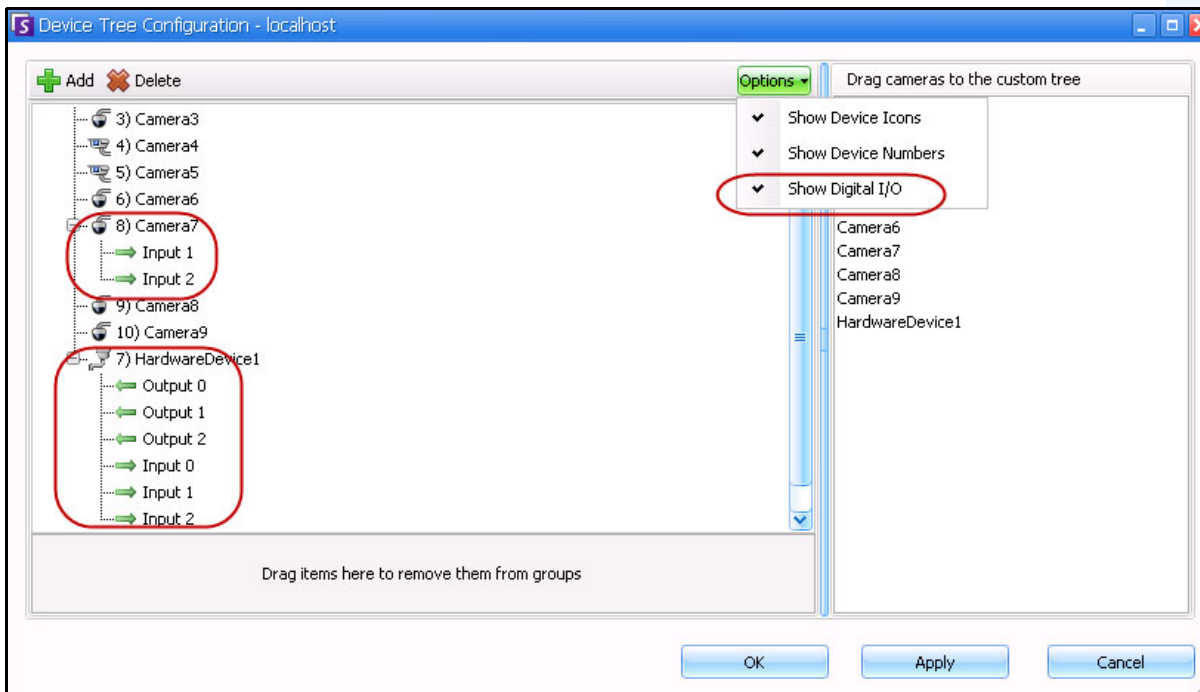 Device Tree Configuration - localhost
Add Delete Options Drag cameras to the custom tree
Show Device Icons
Show Device Numbers
Show Digital I/O
3) Camera3
4) Camera4
5) Camera5
6) Camera6
8) Camera7
Input 1
Input 2
9) Camera8
10) Camera9
7) HardwareDevice1
Output 0
Output 1
Output 2
Input 0
Input 1
Input 2
Drag items here to remove them from groups
Camera6
Camera7
Camera8
Camera9
HardwareDevice1
OK Apply Cancel